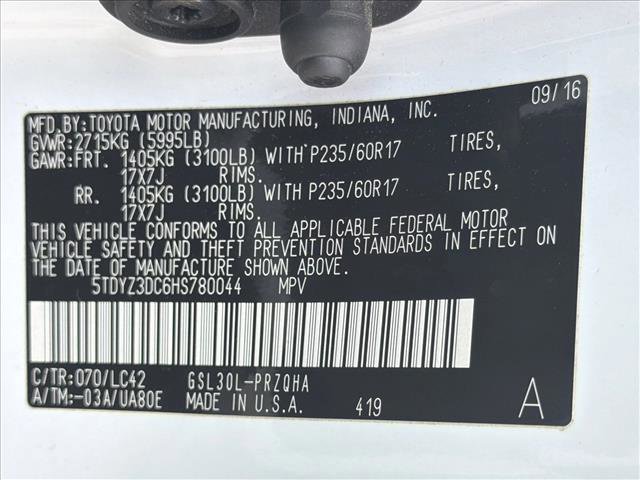 09/16
MFD.BY:TOYOTA MOTOR MANUFACTURING, INDIANA, INC.
GVWR:2715KG (5995LB)
GAWR:FRT. 1405KG (3100LB) WITH P235/60R17 TIRES,
17X7J RIMS.
RR. 1405KG (3100LB) WITH P235/60R17 TIRES,
17X7J RIMS.
THIS VEHICLE CONFORMS TO ALL APPLICABLE FEDERAL MOTOR
VEHICLE SAFETY AND THEFT PREVENTION STANDARDS IN EFFECT ON
THE DATE OF MANUFACTURE SHOWN ABOVE.
5TDYZ3DC6HS780044 MPV
C/TR:070/LC42 GSL30L-PRZQHA
A/TM:-03A/UA80E MADE IN U.S.A. 419 A